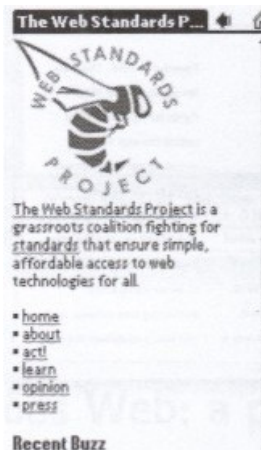 The Web Standards P...
WEB STANDARDS
PROJECT
The Web Standards Project is a
grassroots coalition fighting for
standards that ensure simple,
affordable access to web
technologies for all.
▪ home
▪ about
▪ act!
▪ learn
▪ opinion
▪ press
Recent Buzz